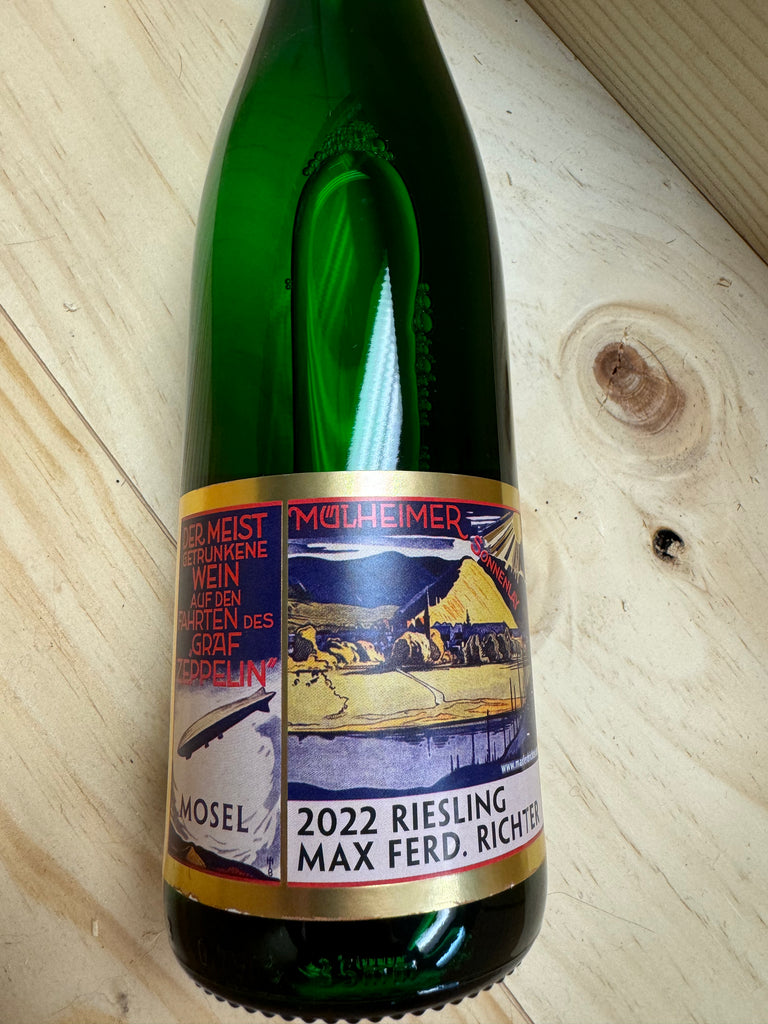 DER MEIST
GETRUNKENE
WEIN
AUF DEN
FAHRTEN DES
„GRAF
ZEPPELIN“
MOSEL
MÜLHEIMER
SONNENLAY
2022 RIESLING
MAX FERD. RICHTER